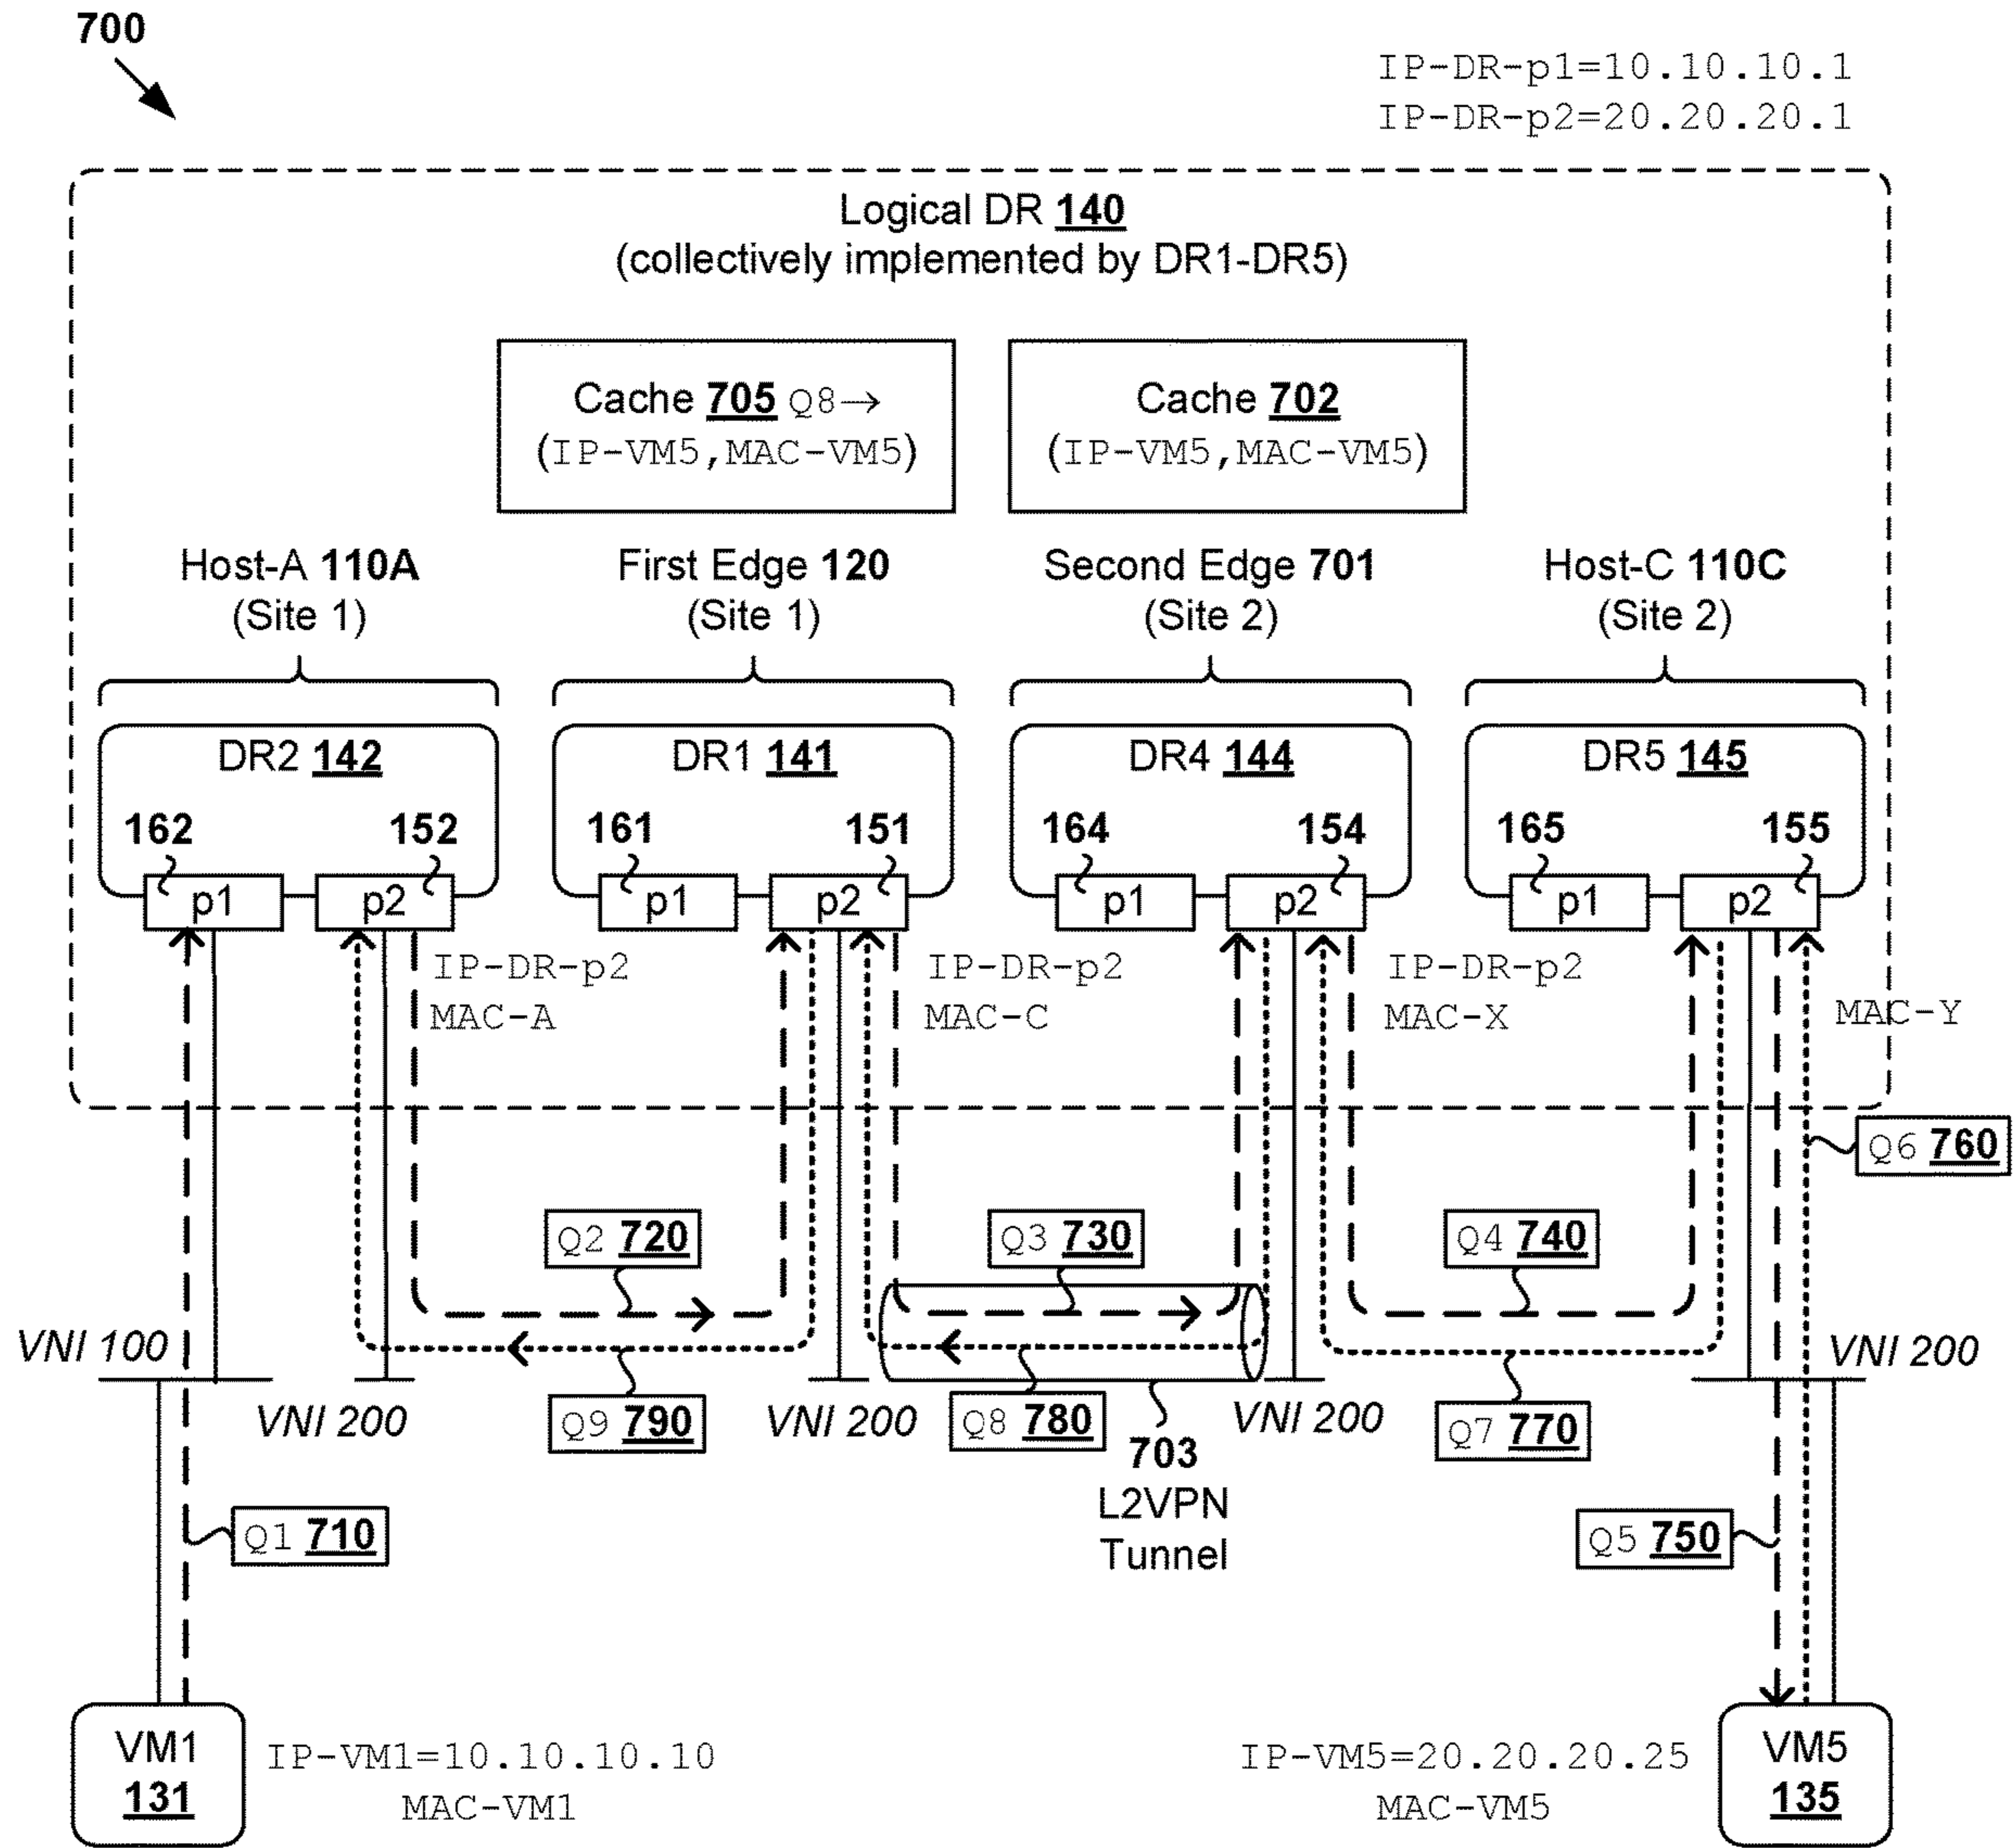 700
IP-DR-p1=10.10.10.1
IP-DR-p2=20.20.20.1
Logical DR 140
(collectively implemented by DR1-DR5)
Cache 705 Q8→
(IP-VM5,MAC-VM5)
Cache 702
(IP-VM5,MAC-VM5)
Host-A 110A
(Site 1)
First Edge 120
(Site 1)
Second Edge 701
(Site 2)
Host-C 110C
(Site 2)
DR2 142
DR1 141
DR4 144
DR5 145
162
152
161
151
164
154
165
155
p1
p2
p1
p2
p1
p2
p1
p2
IP-DR-p2
MAC-A
IP-DR-p2
MAC-C
IP-DR-p2
MAC-X
MAC-Y
Q6 760
Q2 720
Q3 730
Q4 740
VNI 100
VNI 200
VNI 200
Q9 790
VNI 200
Q8 780
VNI 200
Q7 770
703
L2VPN
Tunnel
Q1 710
Q5 750
VM1
131
IP-VM1=10.10.10.10
MAC-VM1
IP-VM5=20.20.20.25
MAC-VM5
VM5
135